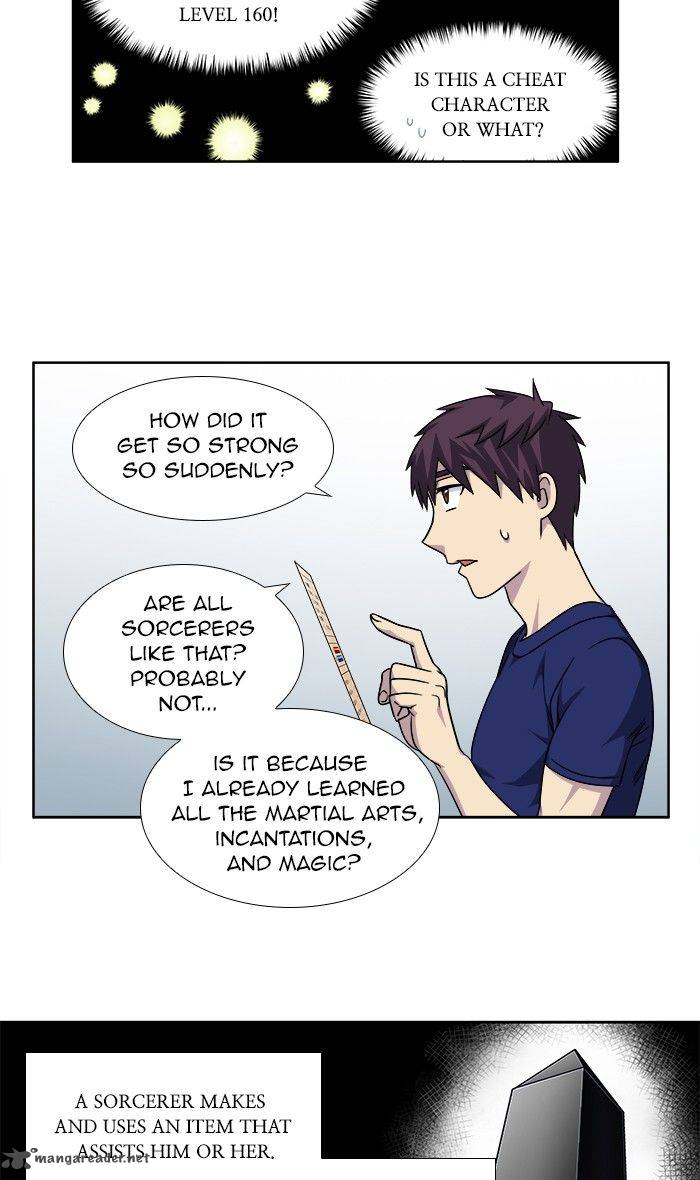 LEVEL 160!
IS THIS A CHEAT
CHARACTER
OR WHAT?
HOW DID IT
GET SO STRONG
SO SUDDENLY?
ARE ALL
SORCERERS
LIKE THAT?
PROBABLY
NOT...
IS IT BECAUSE
I ALREADY LEARNED
ALL THE MARTIAL ARTS,
INCANTATIONS,
AND MAGIC?
A SORCERER MAKES
AND USES AN ITEM THAT
ASSISTS HIM OR HER.
mangareader.net